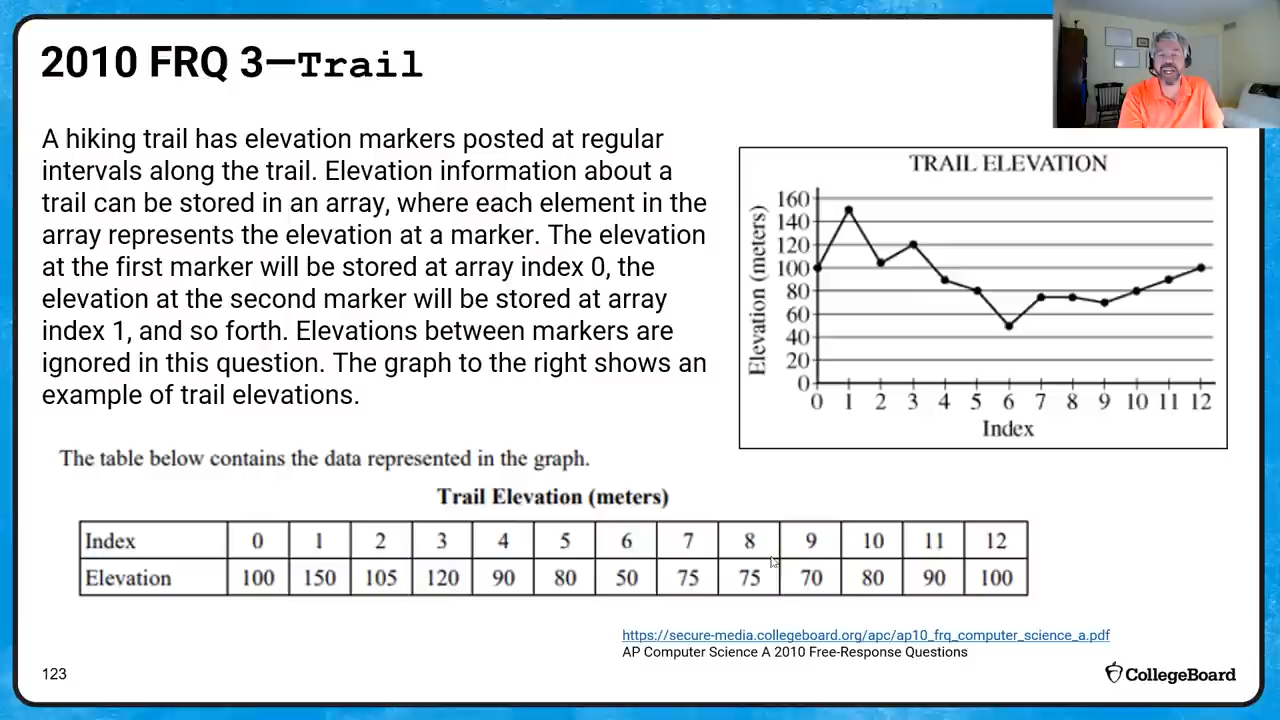 2010 FRQ 3—Trail
A hiking trail has elevation markers posted at regular
intervals along the trail. Elevation information about a
trail can be stored in an array, where each element in the
array represents the elevation at a marker. The elevation
at the first marker will be stored at array index 0, the
elevation at the second marker will be stored at array
index 1, and so forth. Elevations between markers are
ignored in this question. The graph to the right shows an
example of trail elevations.
TRAIL ELEVATION
Elevation (meters)
160
140
120
100
80
60
40
20
0
0 1 2 3 4 5 6 7 8 9 10 11 12
Index
The table below contains the data represented in the graph.
Trail Elevation (meters)
Index 0 1 2 3 4 5 6 7 8 9 10 11 12
Elevation 100 150 105 120 90 80 50 75 75 70 80 90 100
https://secure-media.collegeboard.org/apc/ap10_frq_computer_science_a.pdf
AP Computer Science A 2010 Free-Response Questions
123
CollegeBoard